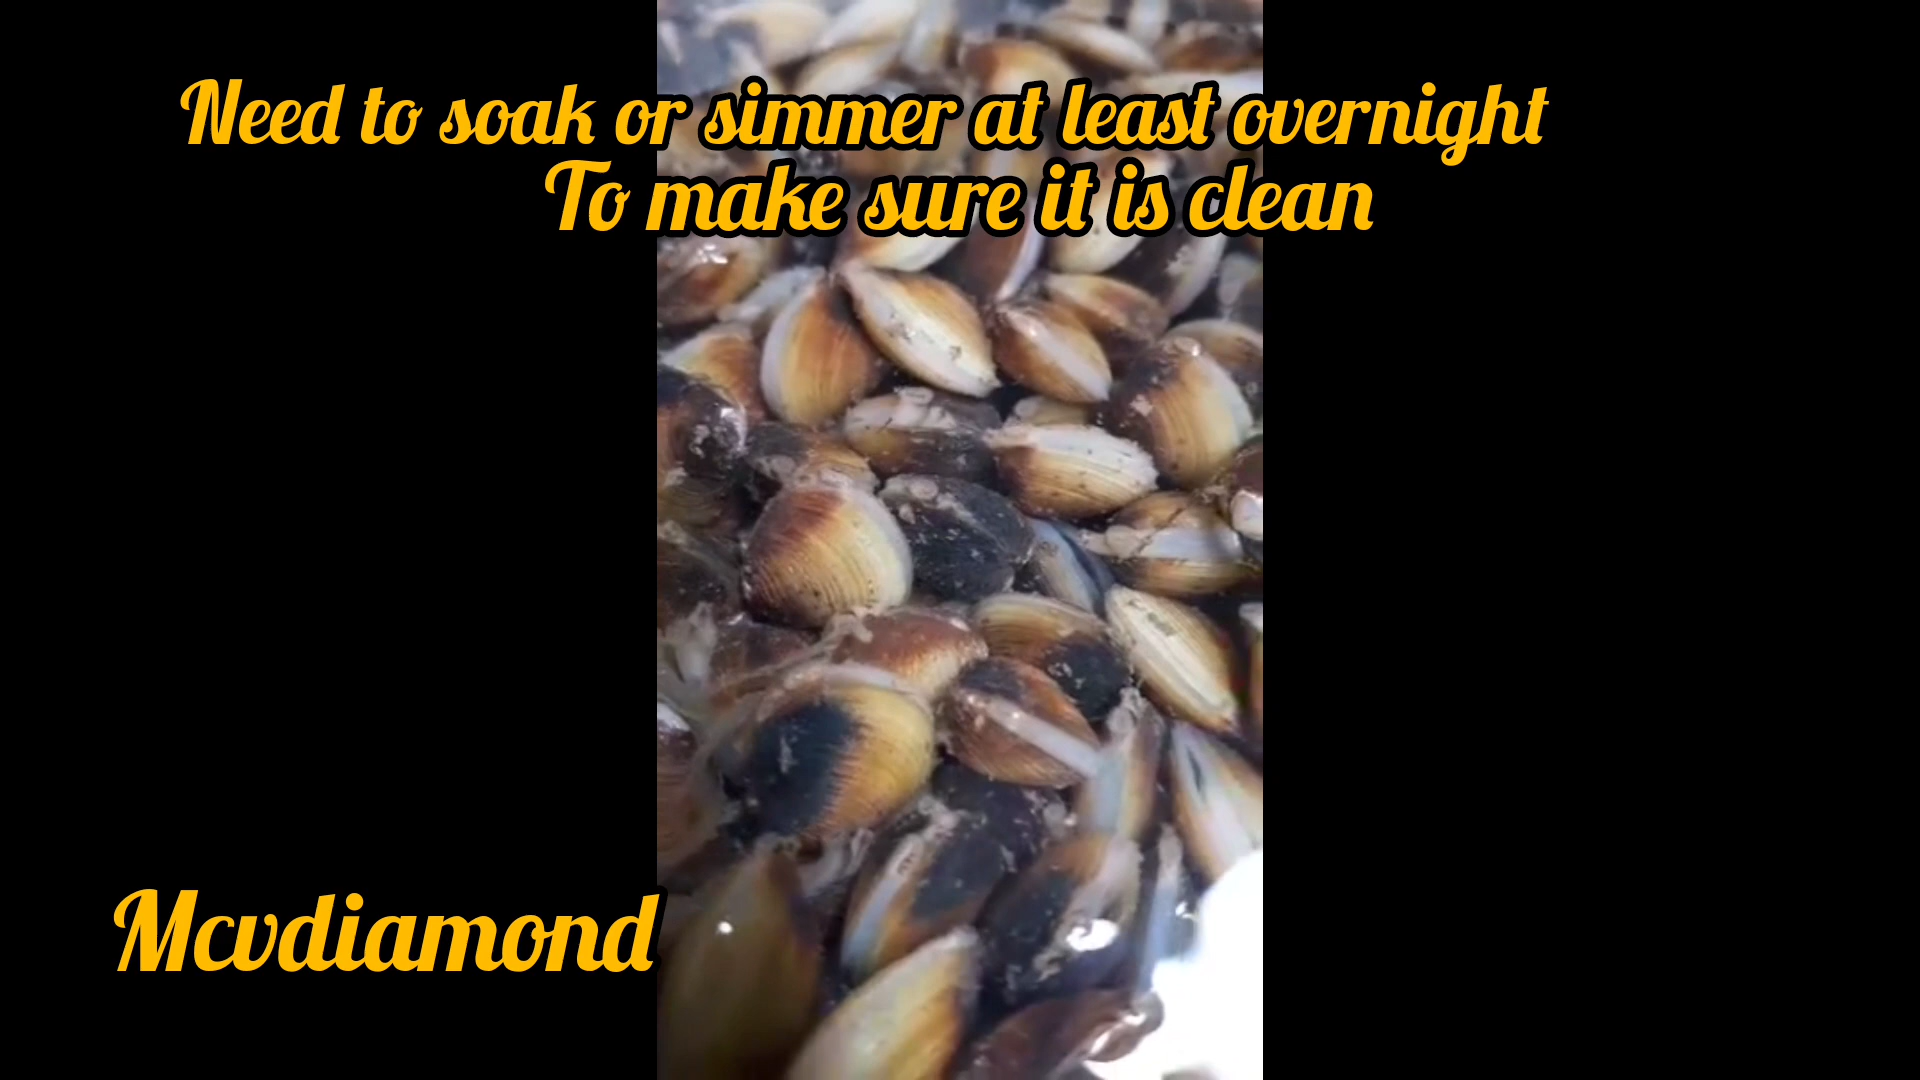 Need to soak or simmer at least overnight
To make sure it is clean
Mcvdiamond